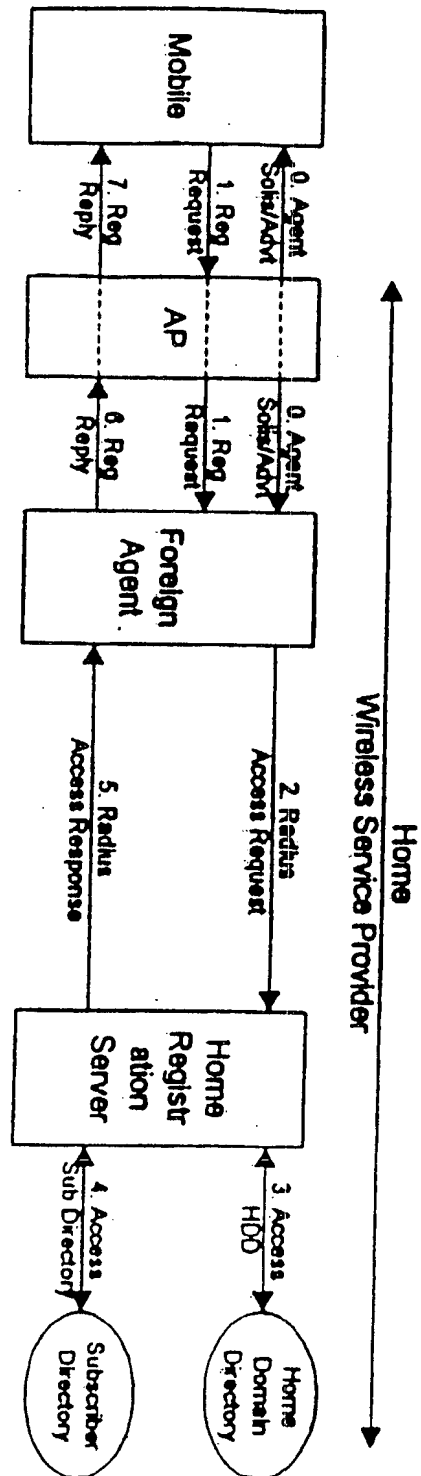 Home
Wireless Service Provider
Mobile
0. Agent
Solis/Advt
1. Reg
Request
7. Reg
Reply
AP
0. Agent
Solis/Advt
1. Reg
Request
6. Reg
Reply
Foreign
Agent
2. Radius
Access Request
5. Radius
Access Response
Home
Registr
ation
Server
3. Access
HDD
4. Access
Sub Directory
Home
Domain
Directory
Subscriber
Directory